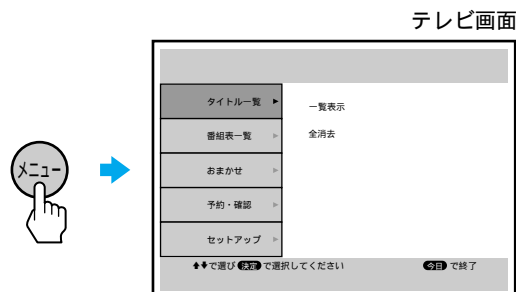 テレビ画面
タイトル一覧 ▶
一覧表示
番組表一覧 ▶
全消去
メニュー
おまかせ ▶
予約・確認 ▶
セットアップ ▶
♦♦で選び 決定 で選択してください 今日 で終了